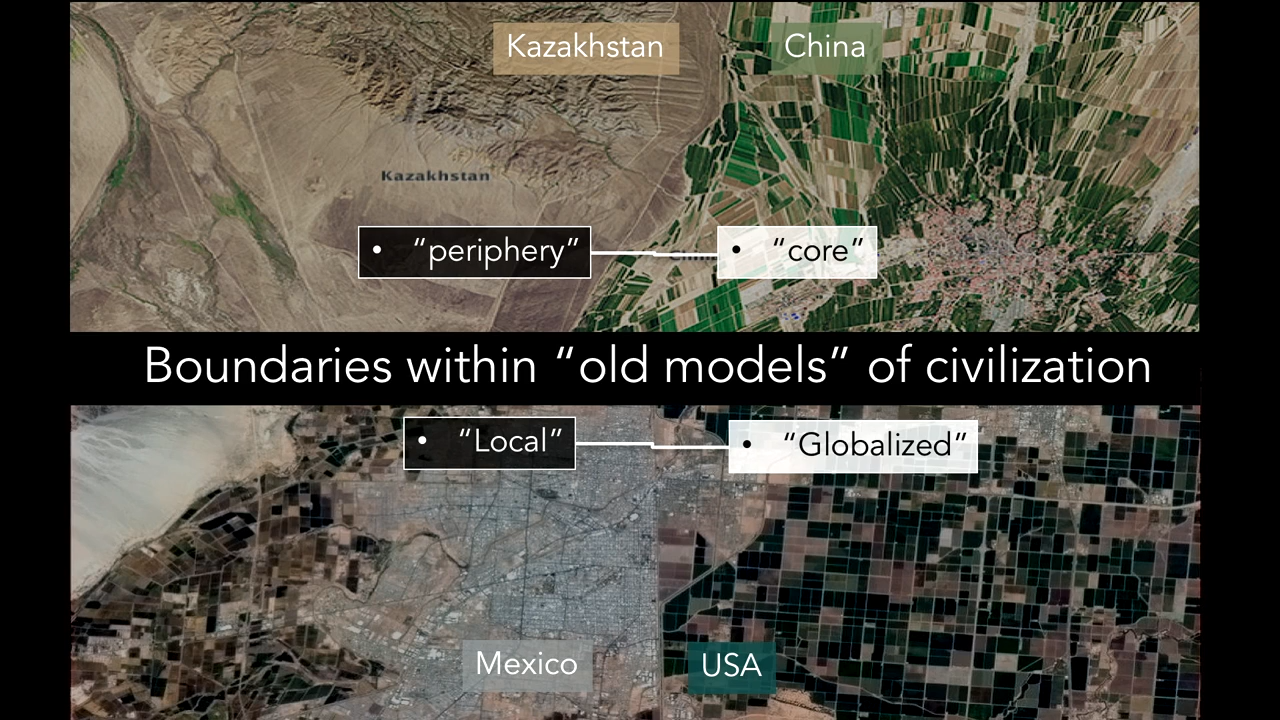 Kazakhstan
China
Kazakhstan
• “periphery”
• “core”
Boundaries within “old models” of civilization
• “Local”
• “Globalized”
Mexico
USA